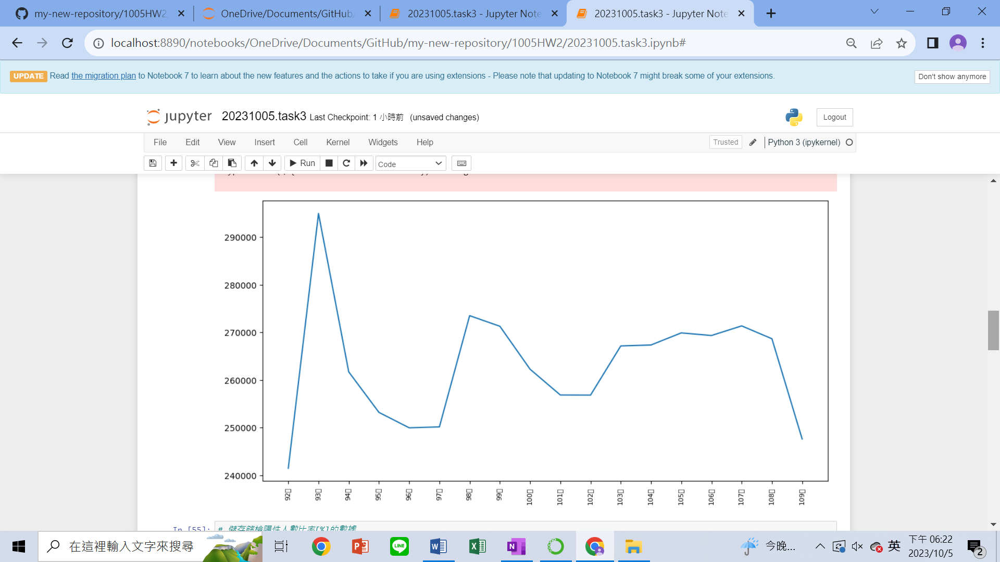 my-new-repository/1005HW2
OneDrive/Documents/GitHub/
20231005.task3 - Jupyter Note
20231005.task3 - Jupyter Note
localhost:8890/notebooks/OneDrive/Documents/GitHub/my-new-repository/1005HW2/20231005.task3.ipynb#
UPDATE Read the migration plan to Notebook 7 to learn about the new features and the actions to take if you are using extensions - Please note that updating to Notebook 7 might break some of your extensions.
Don't show anymore
jupyter 20231005.task3 Last Checkpoint: 1 小時前 (unsaved changes)
Logout
File Edit View Insert Cell Kernel Widgets Help
Trusted Python 3 (ipykernel)
Run Code
290000
280000
270000
260000
250000
240000
92▯ 93▯ 94▯ 95▯ 96▯ 97▯ 98▯ 99▯ 100▯ 101▯ 102▯ 103▯ 104▯ 105▯ 106▯ 107▯ 108▯ 109▯
In [55]: # 儲存篩檢陽性人數比率[%]的數據
在這裡輸入文字來搜尋
LINE
今晚...
英
下午 06:22
2023/10/5
2